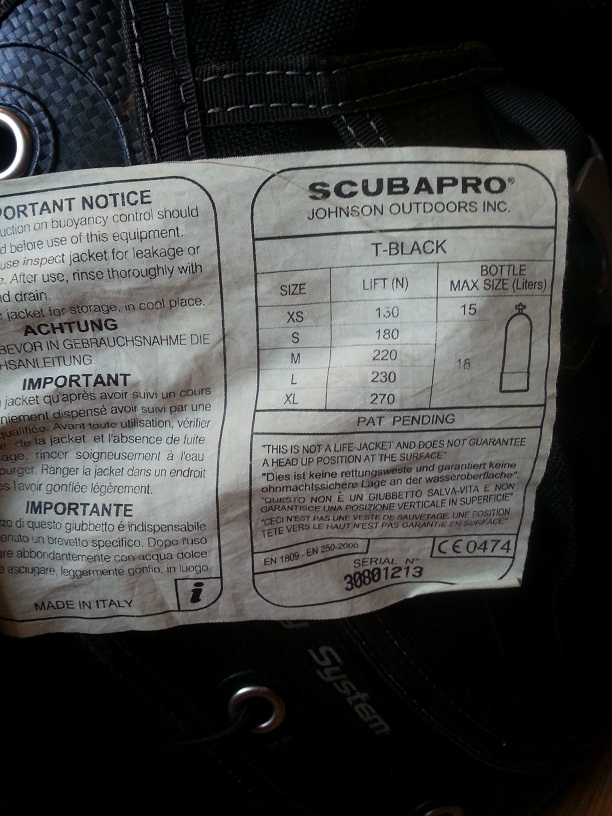 PORTANT NOTICE
uction on buoyancy control should
d before use of this equipment.
use inspect jacket for leakage or
. After use, rinse thoroughly with
nd drain.
jacket for storage, in cool place.
ACHTUNG
BEVOR IN GEBRAUCHSNAHME DIE
HSANLEITUNG
IMPORTANT
jacket qu'après avoir suivi un cours
niement dispensé avoir suivi par une
qualifiée. Avant toute utilisation, vérifier
de la jacket et l'absence de fuite.
age, rincer soigneusement à l'eau
purger. Ranger la jacket dans un endroit
s l'avoir gonflée légèrement.
IMPORTANTE
zzo di questo giubbetto é indispensabile
enuto un brevetto specifico. Dopo l'uso
are abbondantemente con acqua dolce
e asciugare, leggermente gonfio, in luogo
MADE IN ITALY
i
SCUBAPRO®
JOHNSON OUTDOORS INC.
T-BLACK
SIZE LIFT (N) BOTTLE MAX SIZE (Liters)
XS 130 15
S 180
M 220 18
L 230
XL 270
PAT PENDING
"THIS IS NOT A LIFE-JACKET AND DOES NOT GUARANTEE
A HEAD UP POSITION AT THE SURFACE"
"Dies ist keine rettungsweste und garantiert keine
ohnmachtssichere Lage an der wasseroberfläche".
"QUESTO NON È UN GIUBBETTO SALVA-VITA E NON
GARANTISCE UNA POSIZIONE VERTICALE IN SUPERFICIE"
"CECI N'EST PAS UNE VESTE DE SAUVETAGE. UNE POSITION
TETE VERS LE HAUT N'EST PAS GARANTIE EN SURFACE"
EN 1809 - EN 250-2000
CE 0474
SERIAL N°
30801213
System